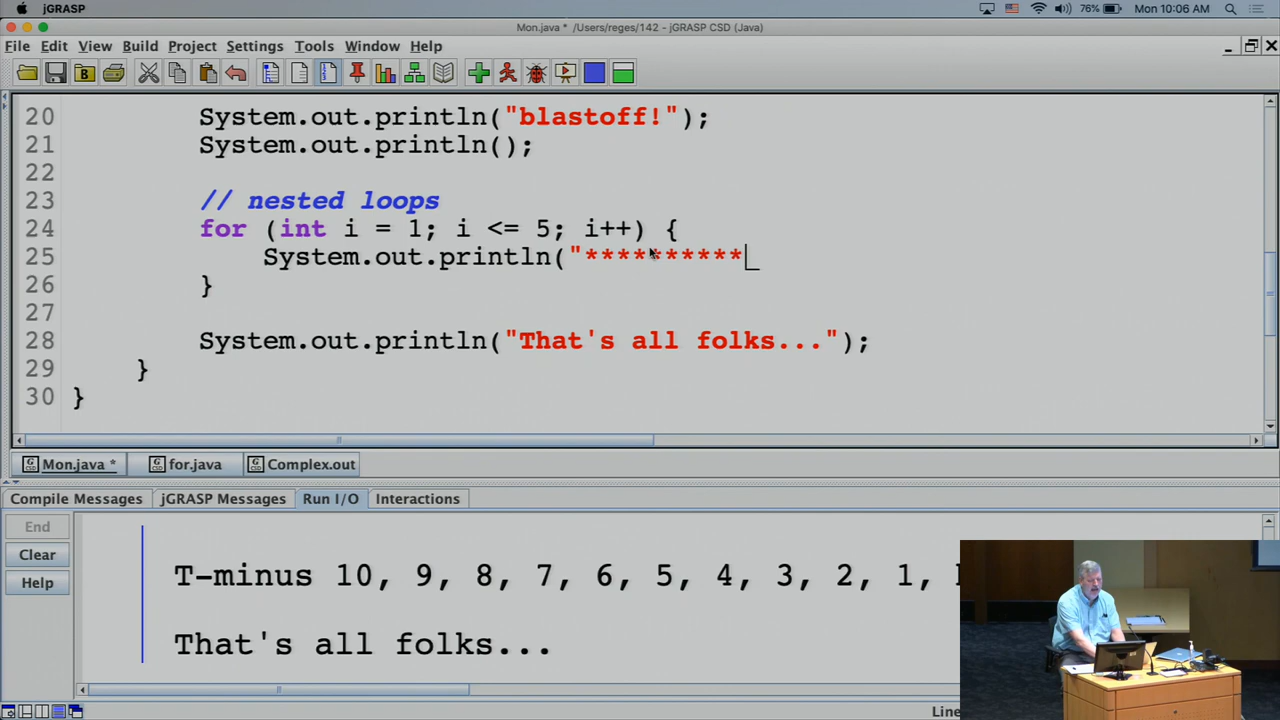 jGRASP 76% Mon 10:06 AM
Mon.java * /Users/reges/142 - jGRASP CSD (Java)
File Edit View Build Project Settings Tools Window Help
20 System.out.println("blastoff!");
21 System.out.println();
22
23 // nested loops
24 for (int i = 1; i <= 5; i++) {
25 System.out.println("**********
26 }
27
28 System.out.println("That's all folks...");
29 }
30 }
Mon.java * for.java Complex.out
Compile Messages jGRASP Messages Run I/O Interactions
End
Clear
Help
T-minus 10, 9, 8, 7, 6, 5, 4, 3, 2, 1,
That's all folks...